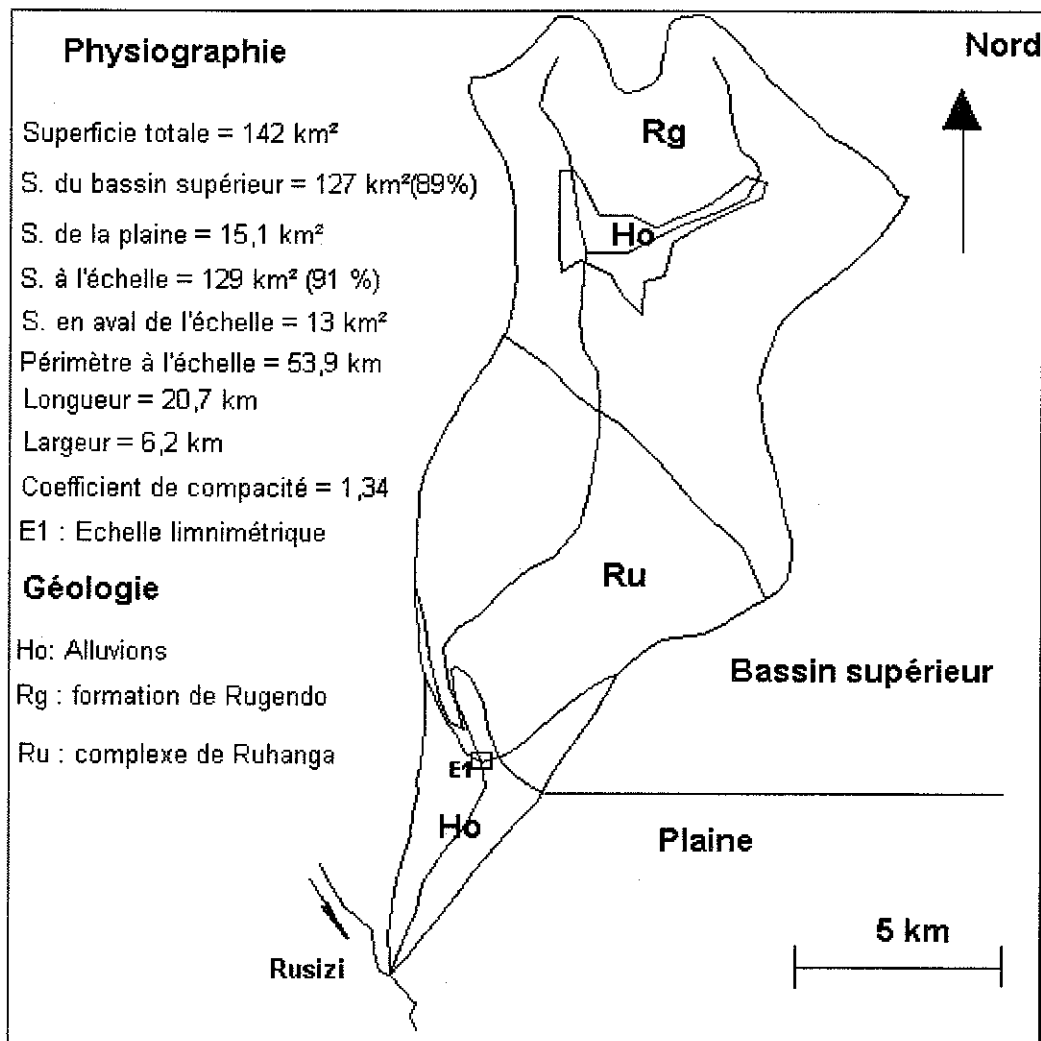 Physiographie
Superficie totale = 142 km²
S. du bassin supérieur = 127 km²(89%)
S. de la plaine = 15,1 km²
S. à l'échelle = 129 km² (91 %)
S. en aval de l'échelle = 13 km²
Périmètre à l'échelle = 53,9 km
Longueur = 20,7 km
Largeur = 6,2 km
Coefficient de compacité = 1,34
E1 : Echelle limnimétrique
Géologie
Ho: Alluvions
Rg : formation de Rugendo
Ru : complexe de Ruhanga
Nord
Rg
Ho
Ru
Bassin supérieur
E1
Ho
Plaine
Rusizi
5 km